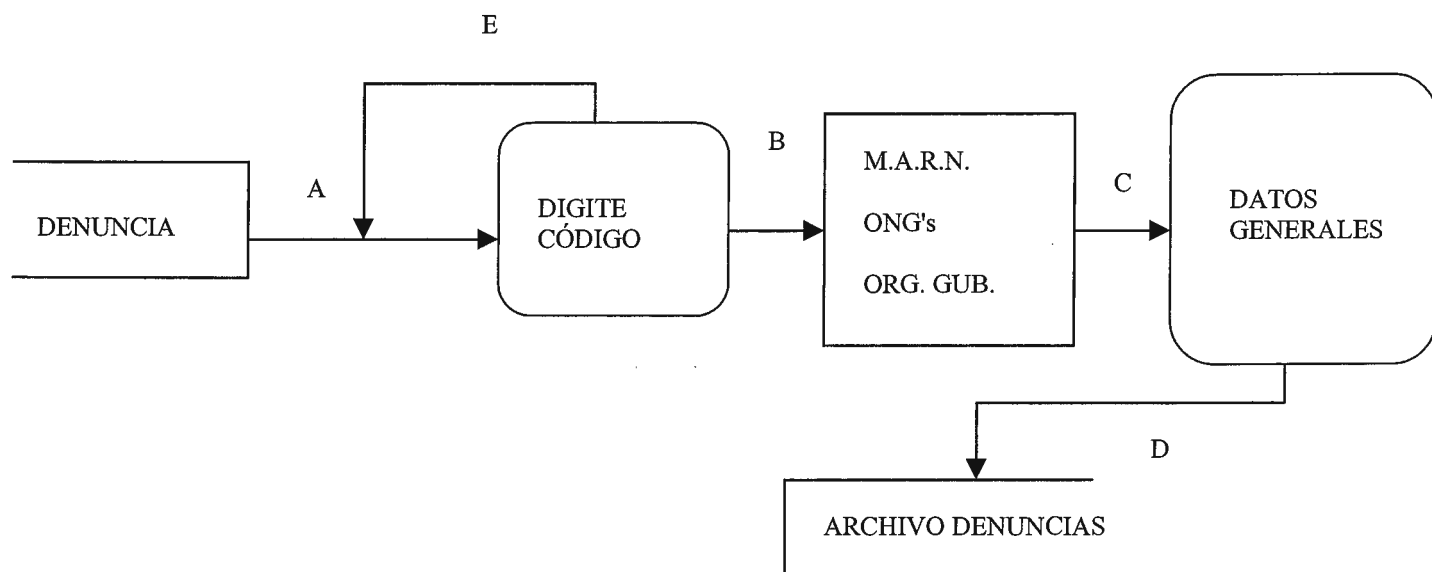 E
A
B
C
DENUNCIA
DIGITE
CÓDIGO
M.A.R.N.
ONG's
ORG. GUB.
DATOS
GENERALES
D
ARCHIVO DENUNCIAS